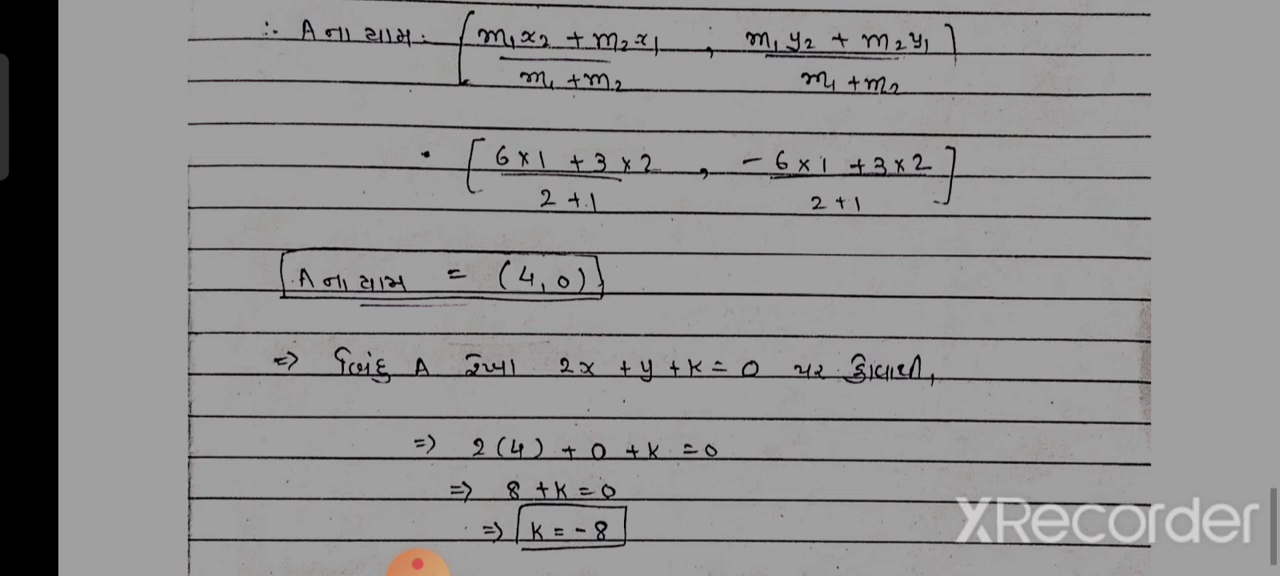 ∴ A ના યામ : [ m₁x₂ + m₂x₁ / m₁ + m₂ , m₁y₂ + m₂y₁ / m₁ + m₂ ]
• [ 6×1 + 3×2 / 2+1 , - 6×1 + 3×2 / 2+1 ]
A ના યામ = (4,0)
=> બિંદુ A રેખા 2x + y + k = 0 પર હોવાથી,
=> 2(4) + 0 + k = 0
=> 8 + k = 0
=> k = - 8
XRecorder